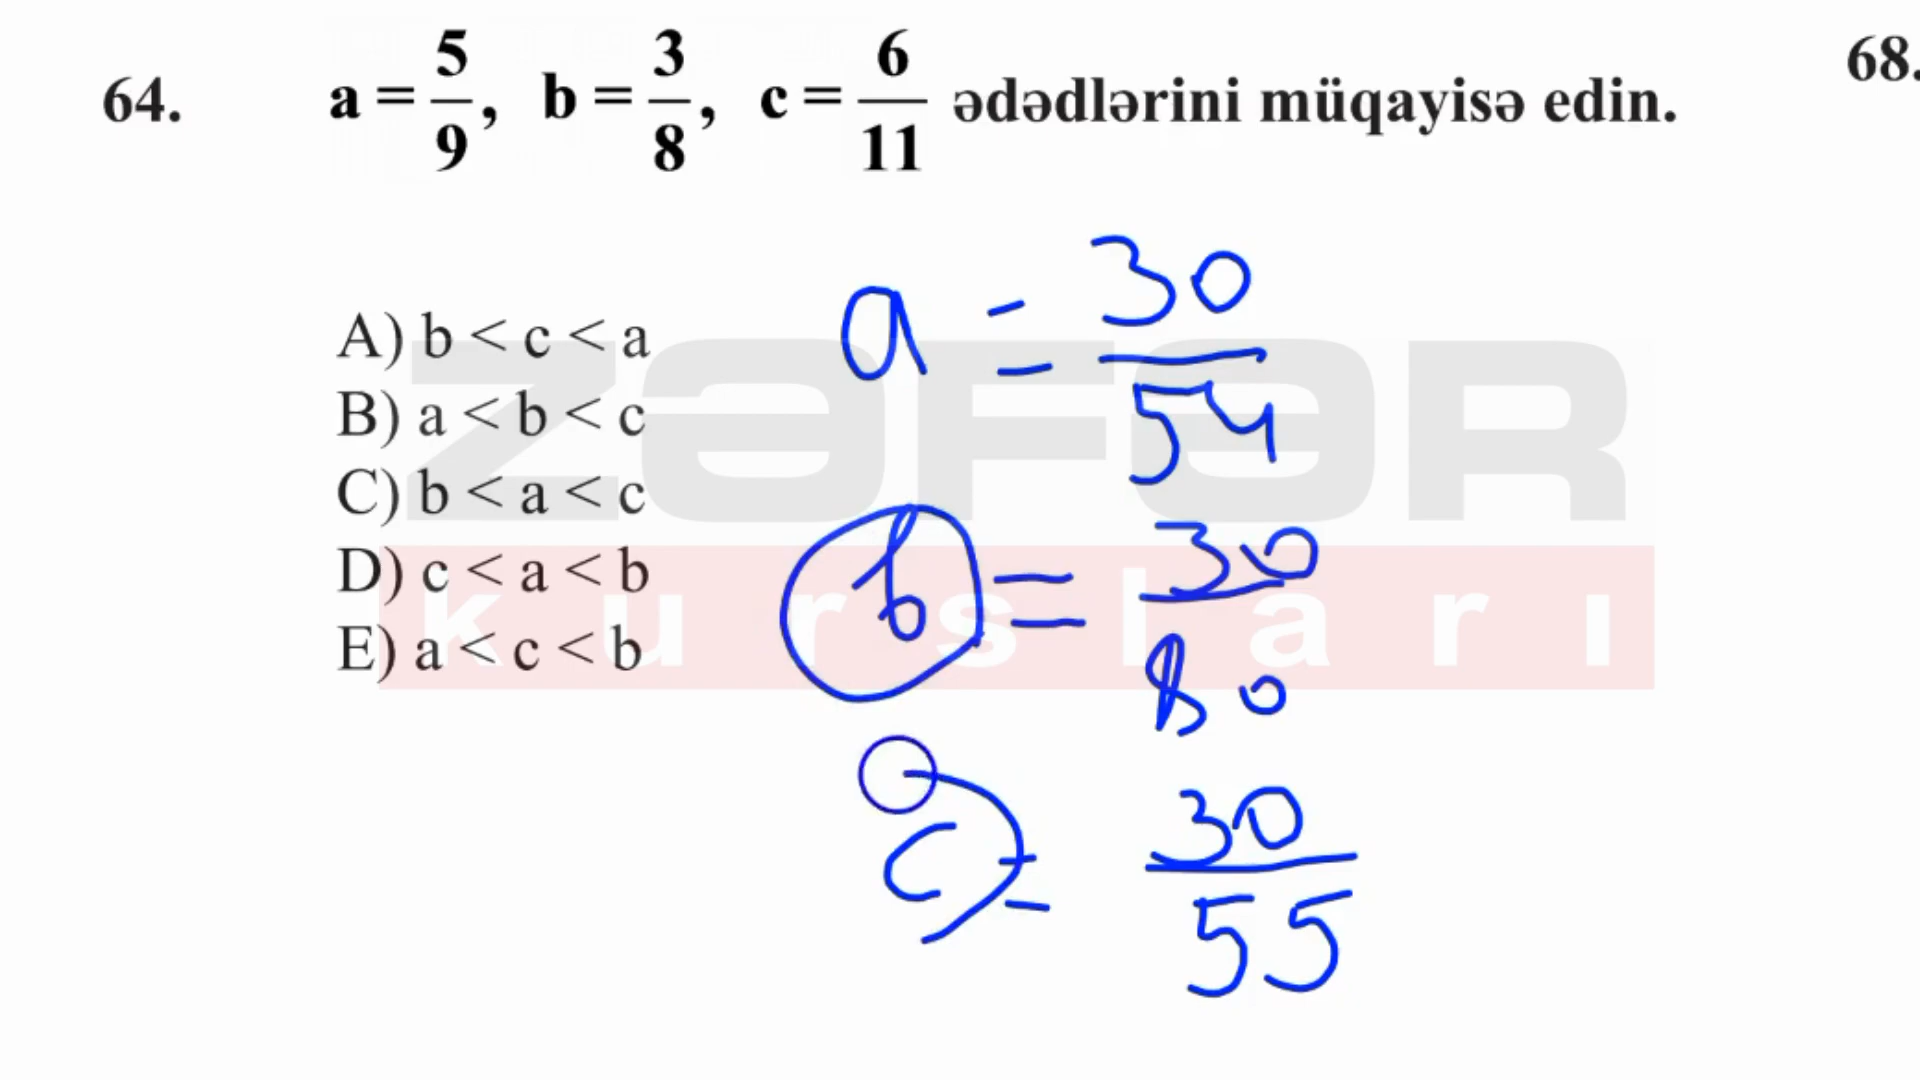 64. a = 5/9, b = 3/8, c = 6/11 ədədlərini müqayisə edin.
68.
A) b < c < a
B) a < b < c
C) b < a < c
D) c < a < b
E) a < c < b
ZƏFƏR
kursları
a = 30/54
b = 30/80
c = 30/55